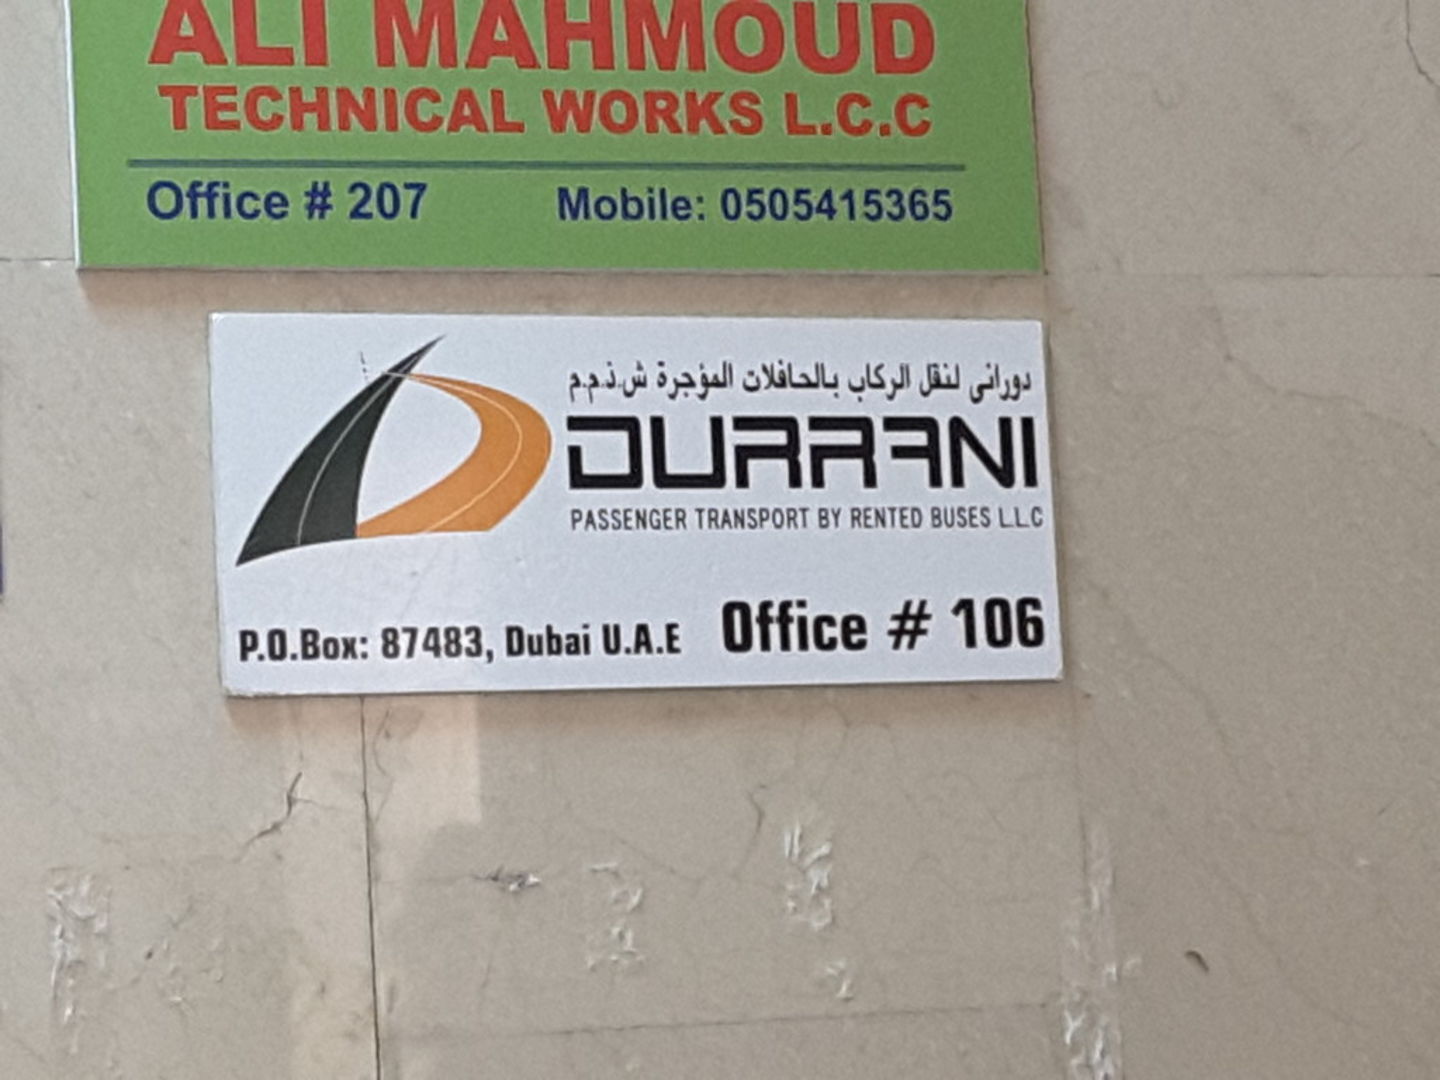 ALI MAHMOUD
TECHNICAL WORKS L.C.C
Office # 207 Mobile: 0505415365
دورانى لنقل الركاب بالحافلات المؤجرة ش.ذ.م.م
DURRANI
PASSENGER TRANSPORT BY RENTED BUSES L.L.C
P.O.Box: 87483, Dubai U.A.E Office # 106